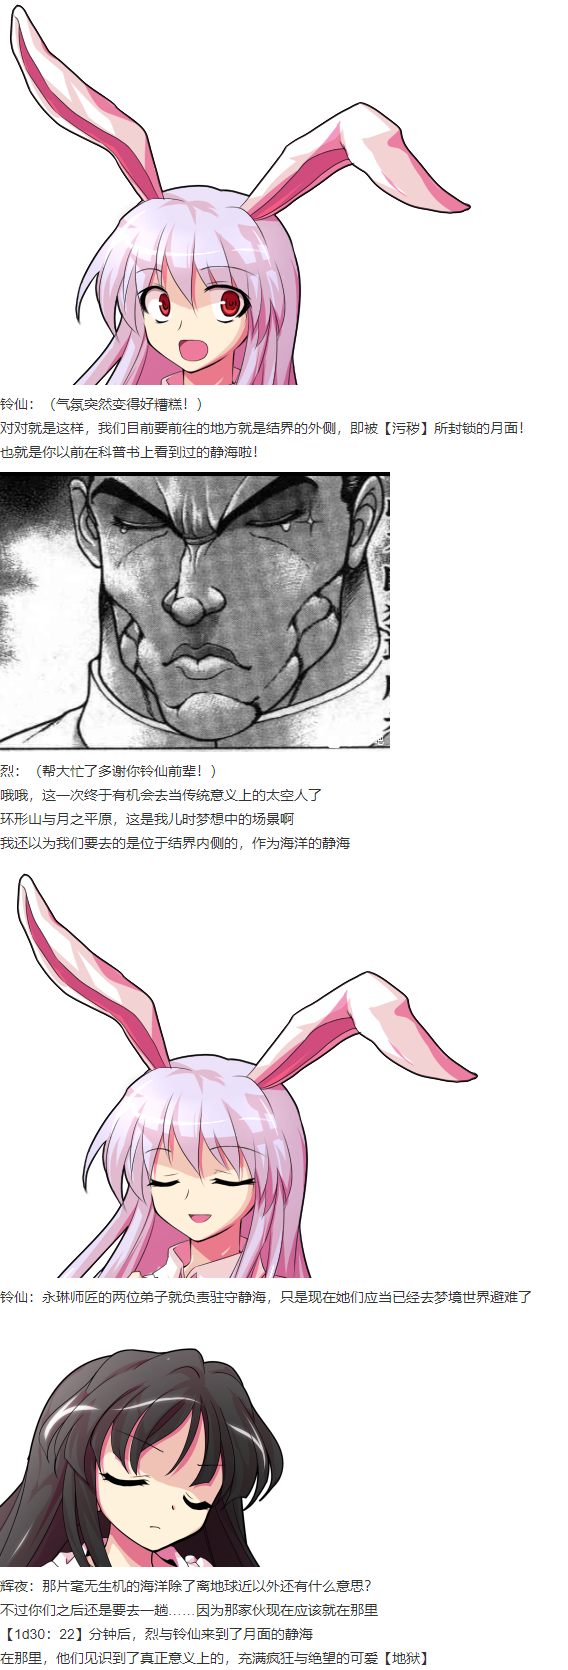 铃仙：（气氛突然变得好糟糕！）
对对就是这样，我们目前要前往的地方就是结界的外侧，即被【污秽】所封锁的月面！
也就是你以前在科普书上看到过的静海啦！
烈：（帮大忙了多谢你铃仙前辈！）
哦哦，这一次终于有机会去当传统意义上的太空人了
环形山与月之平原，这是我儿时梦想中的场景啊
我还以为我们要去的是位于结界内侧的，作为海洋的静海
铃仙：永琳师匠的两位弟子就负责驻守静海，只是现在她们应当已经去梦境世界避难了
辉夜：那片毫无生机的海洋除了离地球近以外还有什么意思？
不过你们之后还是要去一趟……因为那家伙现在应该就在那里
【1d30：22】分钟后，烈与铃仙来到了月面的静海
在那里，他们见识到了真正意义上的，充满疯狂与绝望的可爱【地狱】